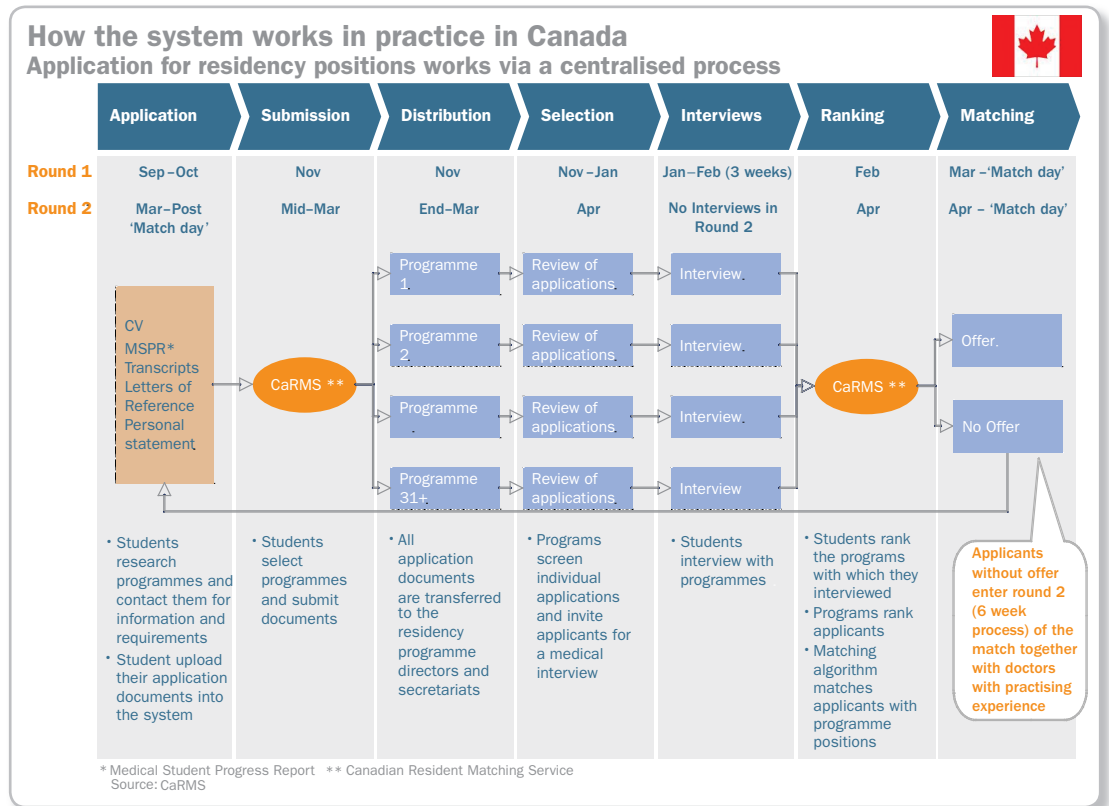 How the system works in practice in Canada
Application for residency positions works via a centralised process
Application
Submission
Distribution
Selection
Interviews
Ranking
Matching
Round 1
Sep–Oct
Nov
Nov
Nov–Jan
Jan–Feb (3 weeks)
Feb
Mar –‘Match day’
Round 2
Mar–Post
‘Match day’
Mid–Mar
End–Mar
Apr
No Interviews in
Round 2
Apr
Apr – ‘Match day’
CV
MSPR*
Transcripts
Letters of
Reference
Personal
statement
CaRMS **
Programme
1.
Review of
applications
Interview.
Programme
2
Review of
applications
Interview.
Programme
.
Review of
applications
Interview.
Programme
31+
Review of
applications
Interview
CaRMS **
Offer.
No Offer
• Students
research
programmes and
contact them for
information and
requirements
• Student upload
their application
documents into
the system
• Students
select
programmes
and submit
documents
• All
application
documents
are transferred
to the
residency
programme
directors and
secretariats
• Programs
screen
individual
applications
and invite
applicants for
a medical
interview
• Students
interview with
programmes
• Students rank
the programs
with which they
interviewed
• Programs rank
applicants
• Matching
algorithm
matches
applicants with
programme
positions
Applicants
without offer
enter round 2
(6 week
process) of the
match together
with doctors
with practising
experience
* Medical Student Progress Report ** Canadian Resident Matching Service
Source: CaRMS